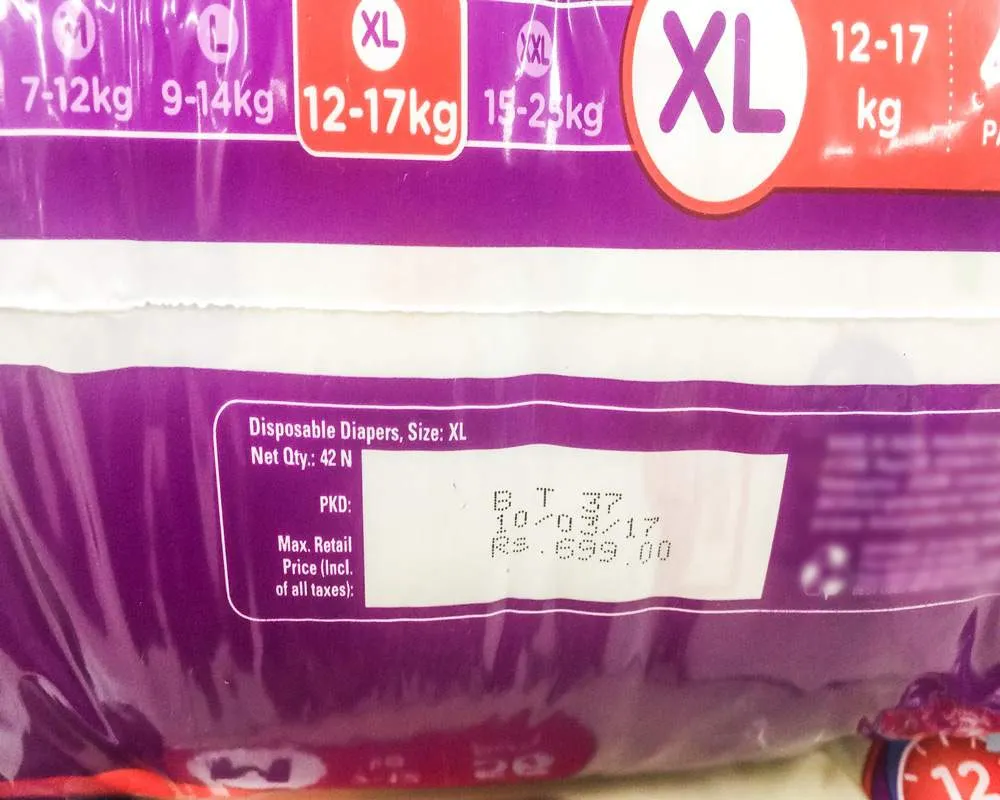 M L XL XXL
7-12kg 9-14kg 12-17kg 15-25kg
XL
12-17
kg
Disposable Diapers, Size: XL
Net Qty.: 42 N
PKD:
Max. Retail
Price (Incl.
of all taxes):
B T 37
10/03/17
Rs.699.00
12